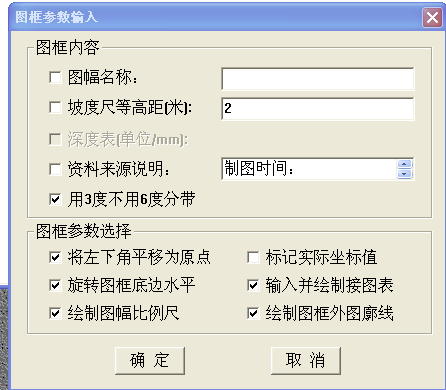 图框参数输入
图框内容
图幅名称：
坡度尺等高距(米): 2
深度表(单位/mm):
资料来源说明： 制图时间：
用3度不用6度分带
图框参数选择
将左下角平移为原点 标记实际坐标值
旋转图框底边水平 输入并绘制接图表
绘制图幅比例尺 绘制图框外图廓线
确 定 取 消